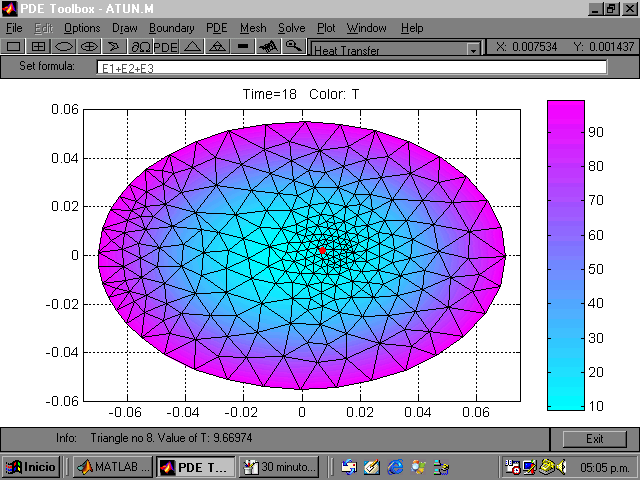 PDE Toolbox - ATUN.M
File Edit Options Draw Boundary PDE Mesh Solve Plot Window Help
∂Ω PDE Heat Transfer X: 0.007534 Y: 0.001437
Set formula: E1+E2+E3
Time=18 Color: T
0.06
0.04
0.02
0
-0.02
-0.04
-0.06
-0.06 -0.04 -0.02 0 0.02 0.04 0.06
90
80
70
60
50
40
30
20
10
Info: Triangle no 8. Value of T: 9.66974
Exit
Inicio MATLAB ... PDE T... 30 minuto... 05:05 p.m.